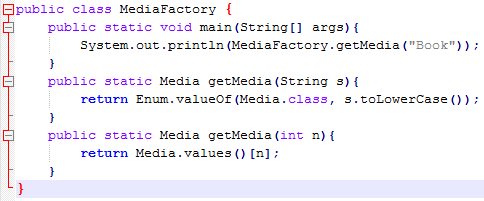 public class MediaFactory {
public static void main(String[] args){
System.out.println(MediaFactory.getMedia("Book"));
}
public static Media getMedia(String s){
return Enum.valueOf(Media.class, s.toLowerCase());
}
public static Media getMedia(int n){
return Media.values()[n];
}
}